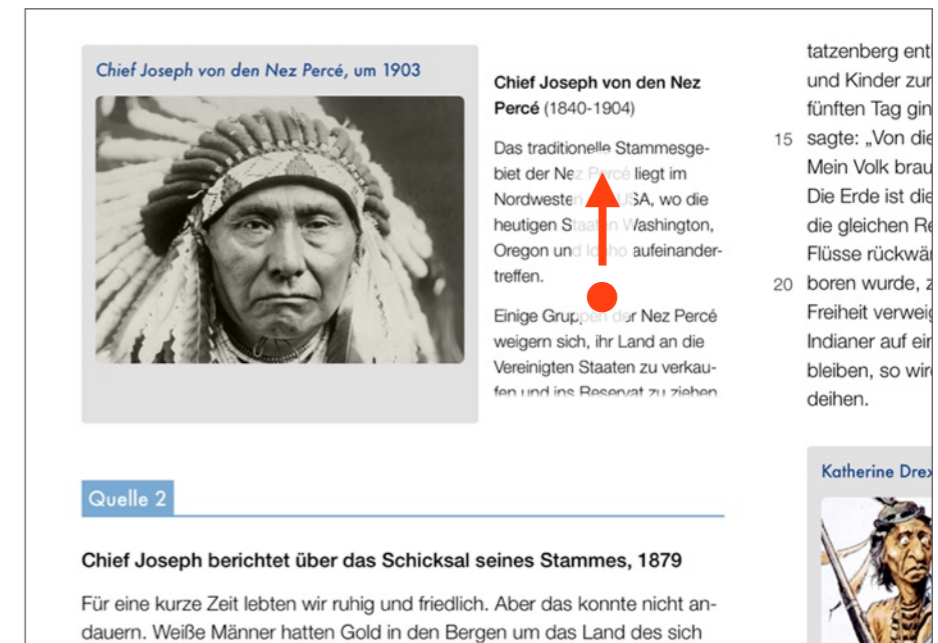 Chief Joseph von den Nez Percé, um 1903
Chief Joseph von den Nez
Percé (1840-1904)
Das traditionelle Stammesge-
biet der Nez Percé liegt im
Nordwesten USA, wo die
heutigen Staaten Washington,
Oregon und Idaho aufeinander-
treffen.
Einige Gruppen der Nez Percé
weigern sich, ihr Land an die
Vereinigten Staaten zu verkau-
fen und ins Reservat zu ziehen
Quelle 2
Chief Joseph berichtet über das Schicksal seines Stammes, 1879
Für eine kurze Zeit lebten wir ruhig und friedlich. Aber das konnte nicht an-
dauern. Weiße Männer hatten Gold in den Bergen um das Land des sich
tatzenberg ent
und Kinder zur
fünften Tag gin
15 sagte: „Von die
Mein Volk brau
Die Erde ist die
die gleichen Re
Flüsse rückwä
20 boren wurde, z
Freiheit verweig
Indianer auf ein
bleiben, so wir
deihen.
Katherine Drex